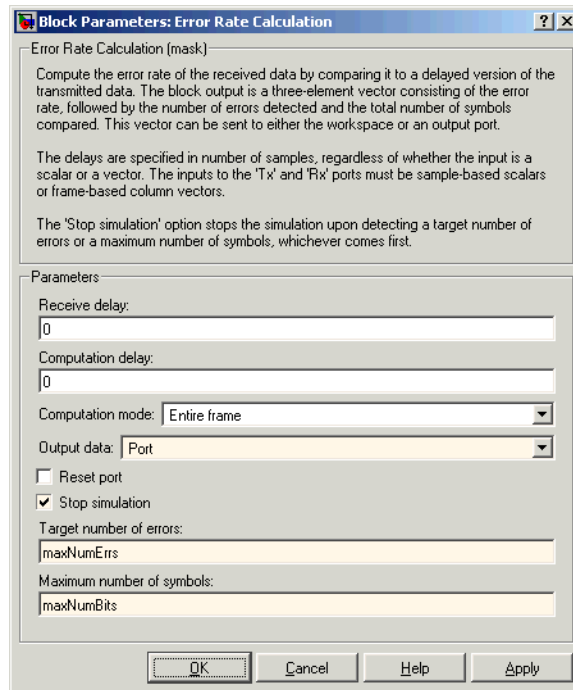 Block Parameters: Error Rate Calculation
Error Rate Calculation (mask)
Compute the error rate of the received data by comparing it to a delayed version of the
transmitted data. The block output is a three-element vector consisting of the error
rate, followed by the number of errors detected and the total number of symbols
compared. This vector can be sent to either the workspace or an output port.
The delays are specified in number of samples, regardless of whether the input is a
scalar or a vector. The inputs to the 'Tx' and 'Rx' ports must be sample-based scalars
or frame-based column vectors.
The 'Stop simulation' option stops the simulation upon detecting a target number of
errors or a maximum number of symbols, whichever comes first.
Parameters
Receive delay:
0
Computation delay:
0
Computation mode: Entire frame
Output data: Port
Reset port
Stop simulation
Target number of errors:
maxNumErrs
Maximum number of symbols:
maxNumBits
OK Cancel Help Apply